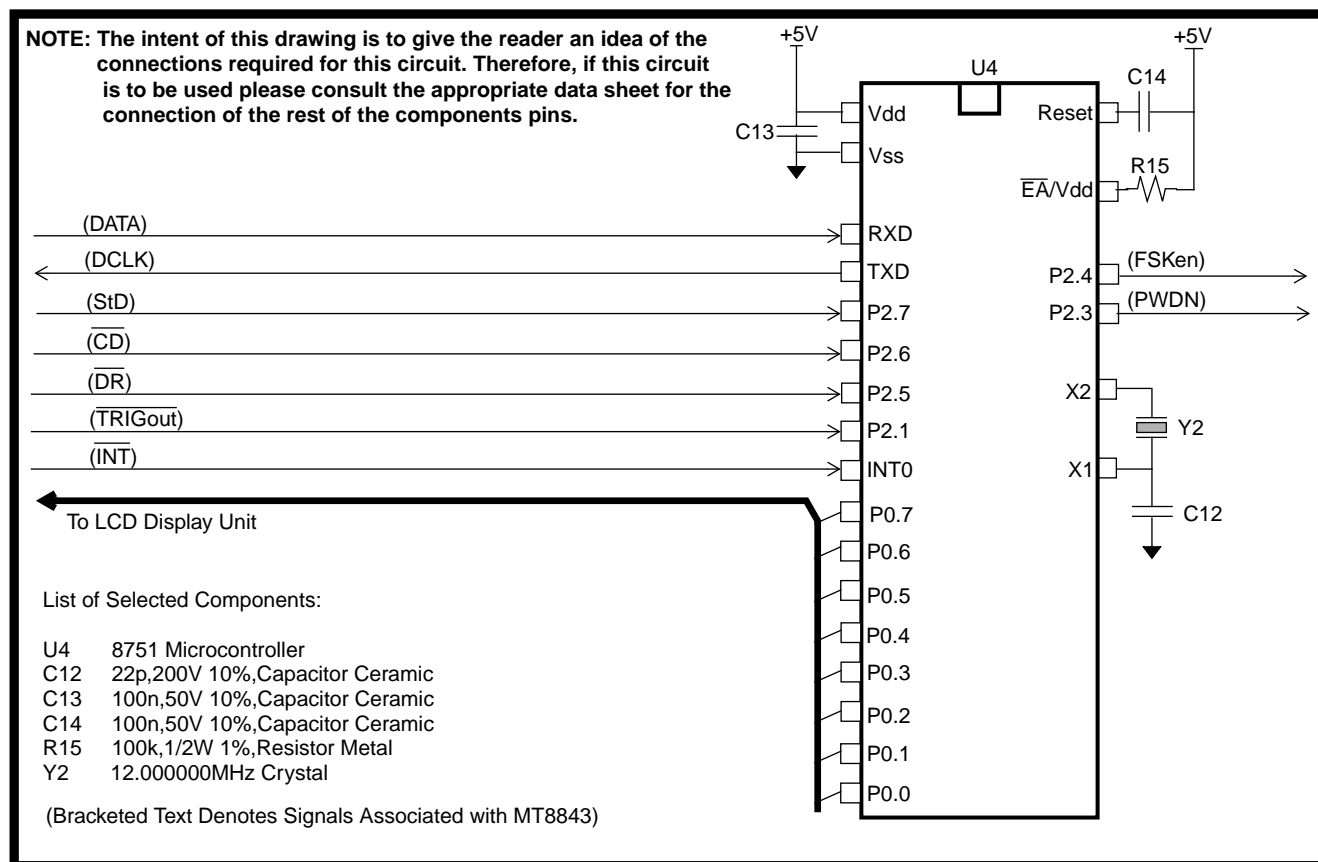 NOTE: The intent of this drawing is to give the reader an idea of the
connections required for this circuit. Therefore, if this circuit
is to be used please consult the appropriate data sheet for the
connection of the rest of the components pins.
+5V
+5V
U4
C14
C13
Vdd
Reset
Vss
R15
E̅A̅/Vdd
(DATA)
RXD
(DCLK)
TXD
P2.4
(FSKen)
(StD)
P2.7
P2.3
(PWDN)
(C̅D̅)
P2.6
(D̅R̅)
P2.5
X2
(T̅R̅I̅G̅o̅u̅t̅)
P2.1
Y2
(I̅N̅T̅)
INT0
X1
To LCD Display Unit
P0.7
C12
P0.6
P0.5
P0.4
P0.3
P0.2
P0.1
P0.0
List of Selected Components:
U4 8751 Microcontroller
C12 22p,200V 10%,Capacitor Ceramic
C13 100n,50V 10%,Capacitor Ceramic
C14 100n,50V 10%,Capacitor Ceramic
R15 100k,1/2W 1%,Resistor Metal
Y2 12.000000MHz Crystal
(Bracketed Text Denotes Signals Associated with MT8843)